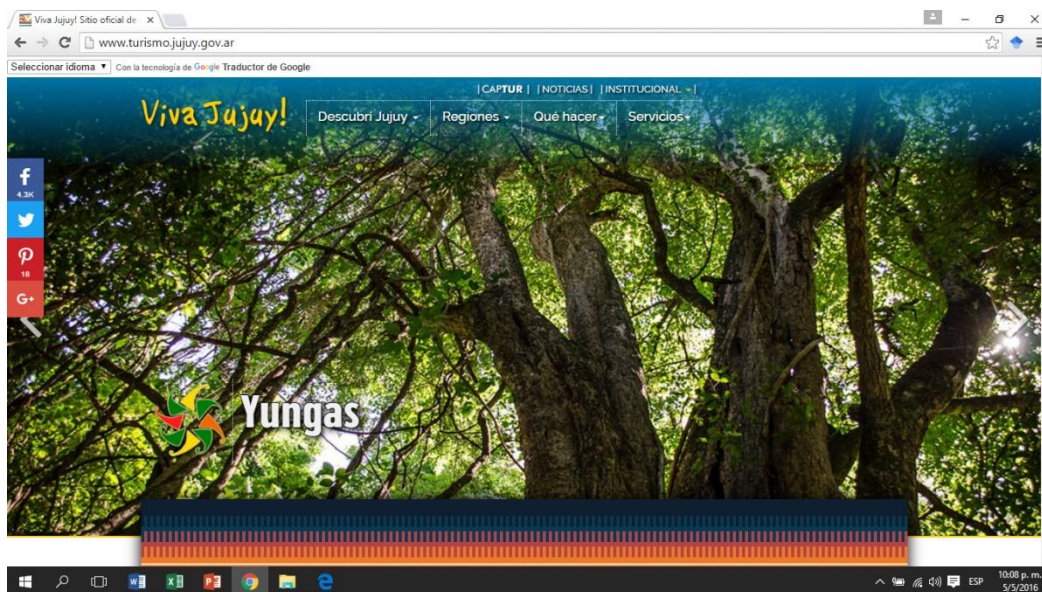 Viva Jujuy! Sitio oficial de
www.turismo.jujuy.gov.ar
Seleccionar idioma ▼ Con la tecnología de Google Traductor de Google
|CAPTUR | |NOTICIAS| |INSTITUCIONAL |
Viva Jujuy!
Descubrí Jujuy Regiones Qué hacer Servicios
f
4.3K
18
G+
Yungas
ESP
10:08 p. m.
5/5/2016